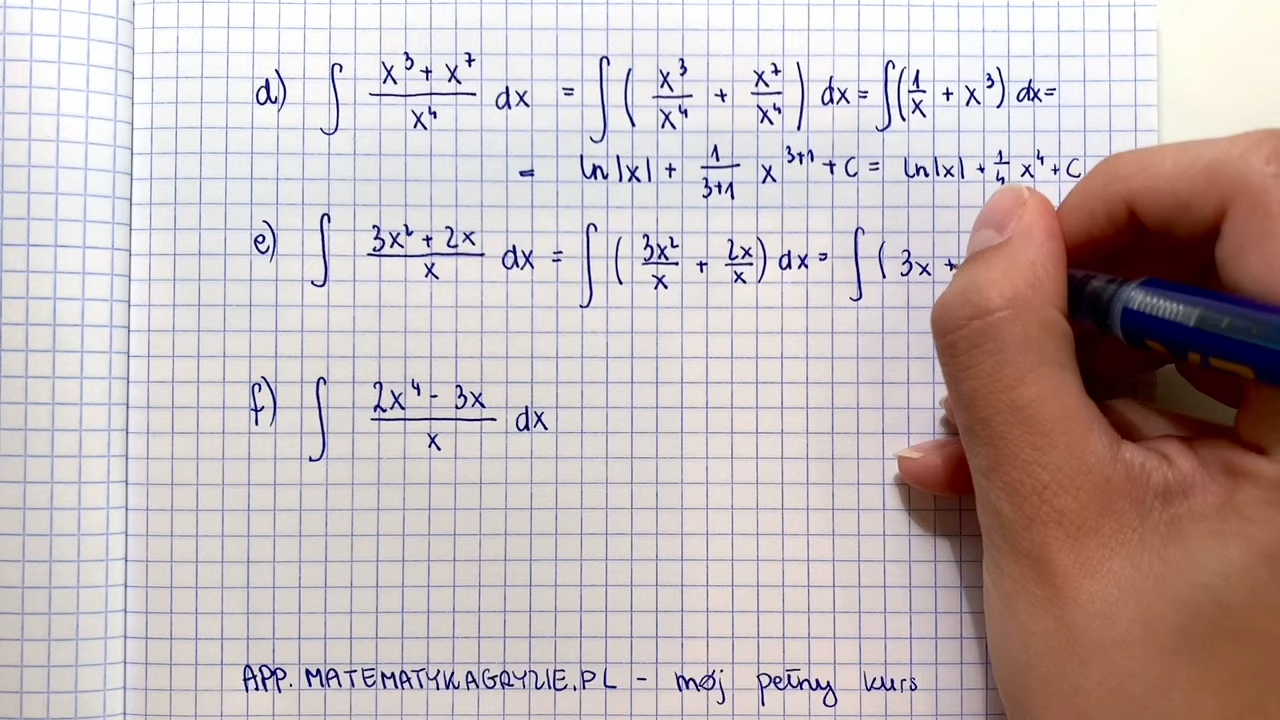 d) ∫ (x³ + x⁷)/x⁴ dx = ∫ ( x³/x⁴ + x⁷/x⁴ ) dx = ∫( 1/x + x³) dx =
= ln|x| + 1/(3+1) x³⁺¹ + C = ln|x| + 1/4 x⁴ + C
e) ∫ (3x² + 2x)/x dx = ∫ ( 3x²/x + 2x/x ) dx = ∫ ( 3x +
f) ∫ (2x⁴ - 3x)/x dx
APP. MATEMATYKAGRYZIE.PL - mój pełny kurs